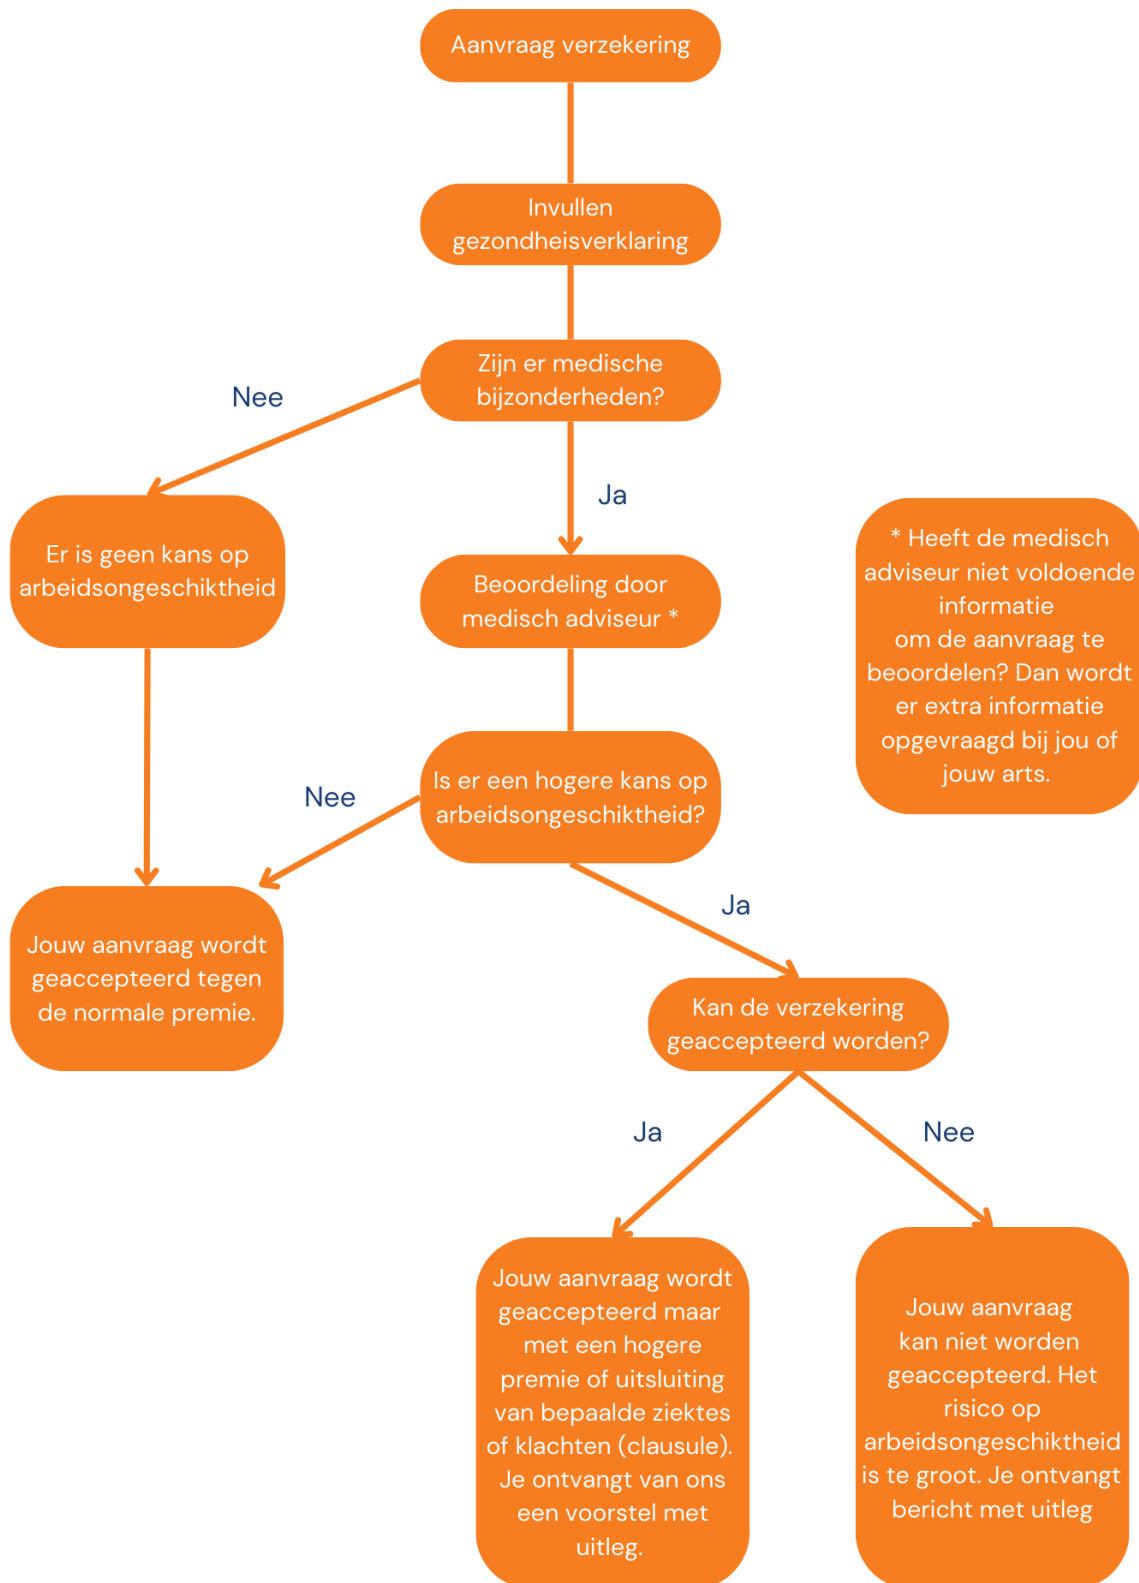 Aanvraag verzekering
Invullen
gezondheisverklaring
Zijn er medische
bijzonderheden?
Nee
Ja
Er is geen kans op
arbeidsongeschiktheid
Beoordeling door
medisch adviseur *
* Heeft de medisch
adviseur niet voldoende
informatie
om de aanvraag te
beoordelen? Dan wordt
er extra informatie
opgevraagd bij jou of
jouw arts.
Is er een hogere kans op
arbeidsongeschiktheid?
Nee
Ja
Jouw aanvraag wordt
geaccepteerd tegen
de normale premie.
Kan de verzekering
geaccepteerd worden?
Ja
Nee
Jouw aanvraag wordt
geaccepteerd maar
met een hogere
premie of uitsluiting
van bepaalde ziektes
of klachten (clausule).
Je ontvangt van ons
een voorstel met
uitleg.
Jouw aanvraag
kan niet worden
geaccepteerd. Het
risico op
arbeidsongeschiktheid
is te groot. Je ontvangt
bericht met uitleg